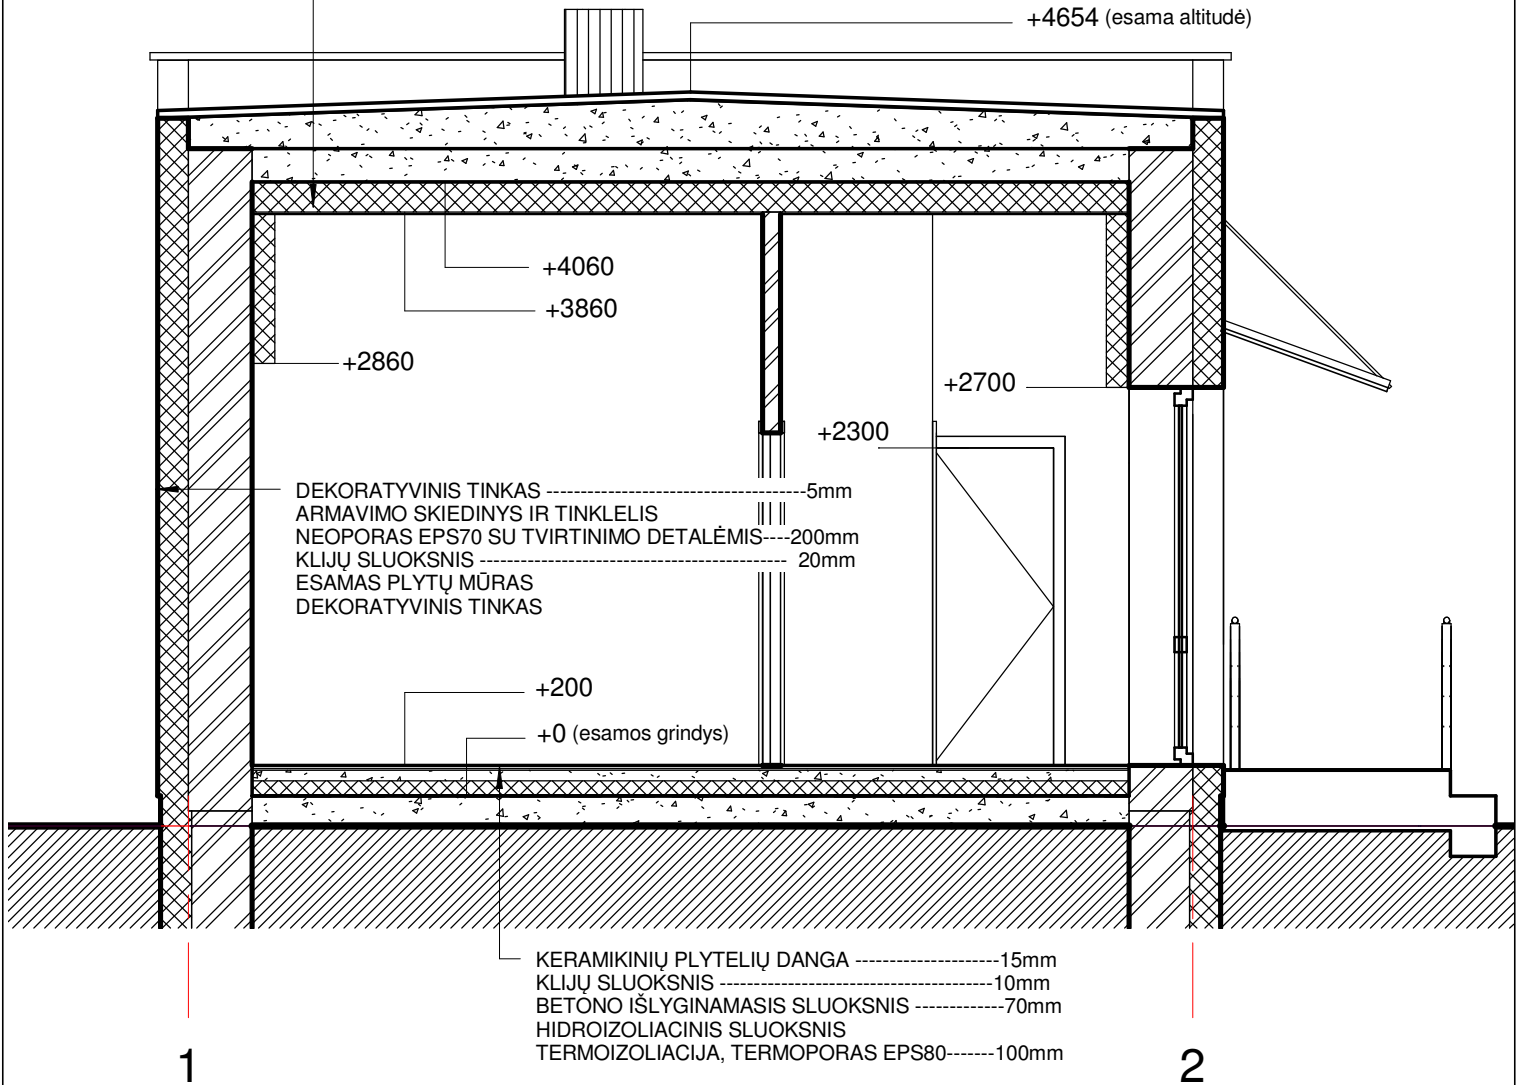 +4654 (esama altitudė)
+4060
+3860
+2860
+2700
+2300
DEKORATYVINIS TINKAS --------------------------------------5mm
ARMAVIMO SKIEDINYS IR TINKLELIS
NEOPORAS EPS70 SU TVIRTINIMO DETALĖMIS----200mm
KLIJŲ SLUOKSNIS --------------------------------------------- 20mm
ESAMAS PLYTŲ MŪRAS
DEKORATYVINIS TINKAS
+200
+0 (esamos grindys)
KERAMIKINIŲ PLYTELIŲ DANGA ---------------------15mm
KLIJŲ SLUOKSNIS ----------------------------------------10mm
BETONO IŠLYGINAMASIS SLUOKSNIS -------------70mm
HIDROIZOLIACINIS SLUOKSNIS
TERMOIZOLIACIJA, TERMOPORAS EPS80-------100mm
1 2